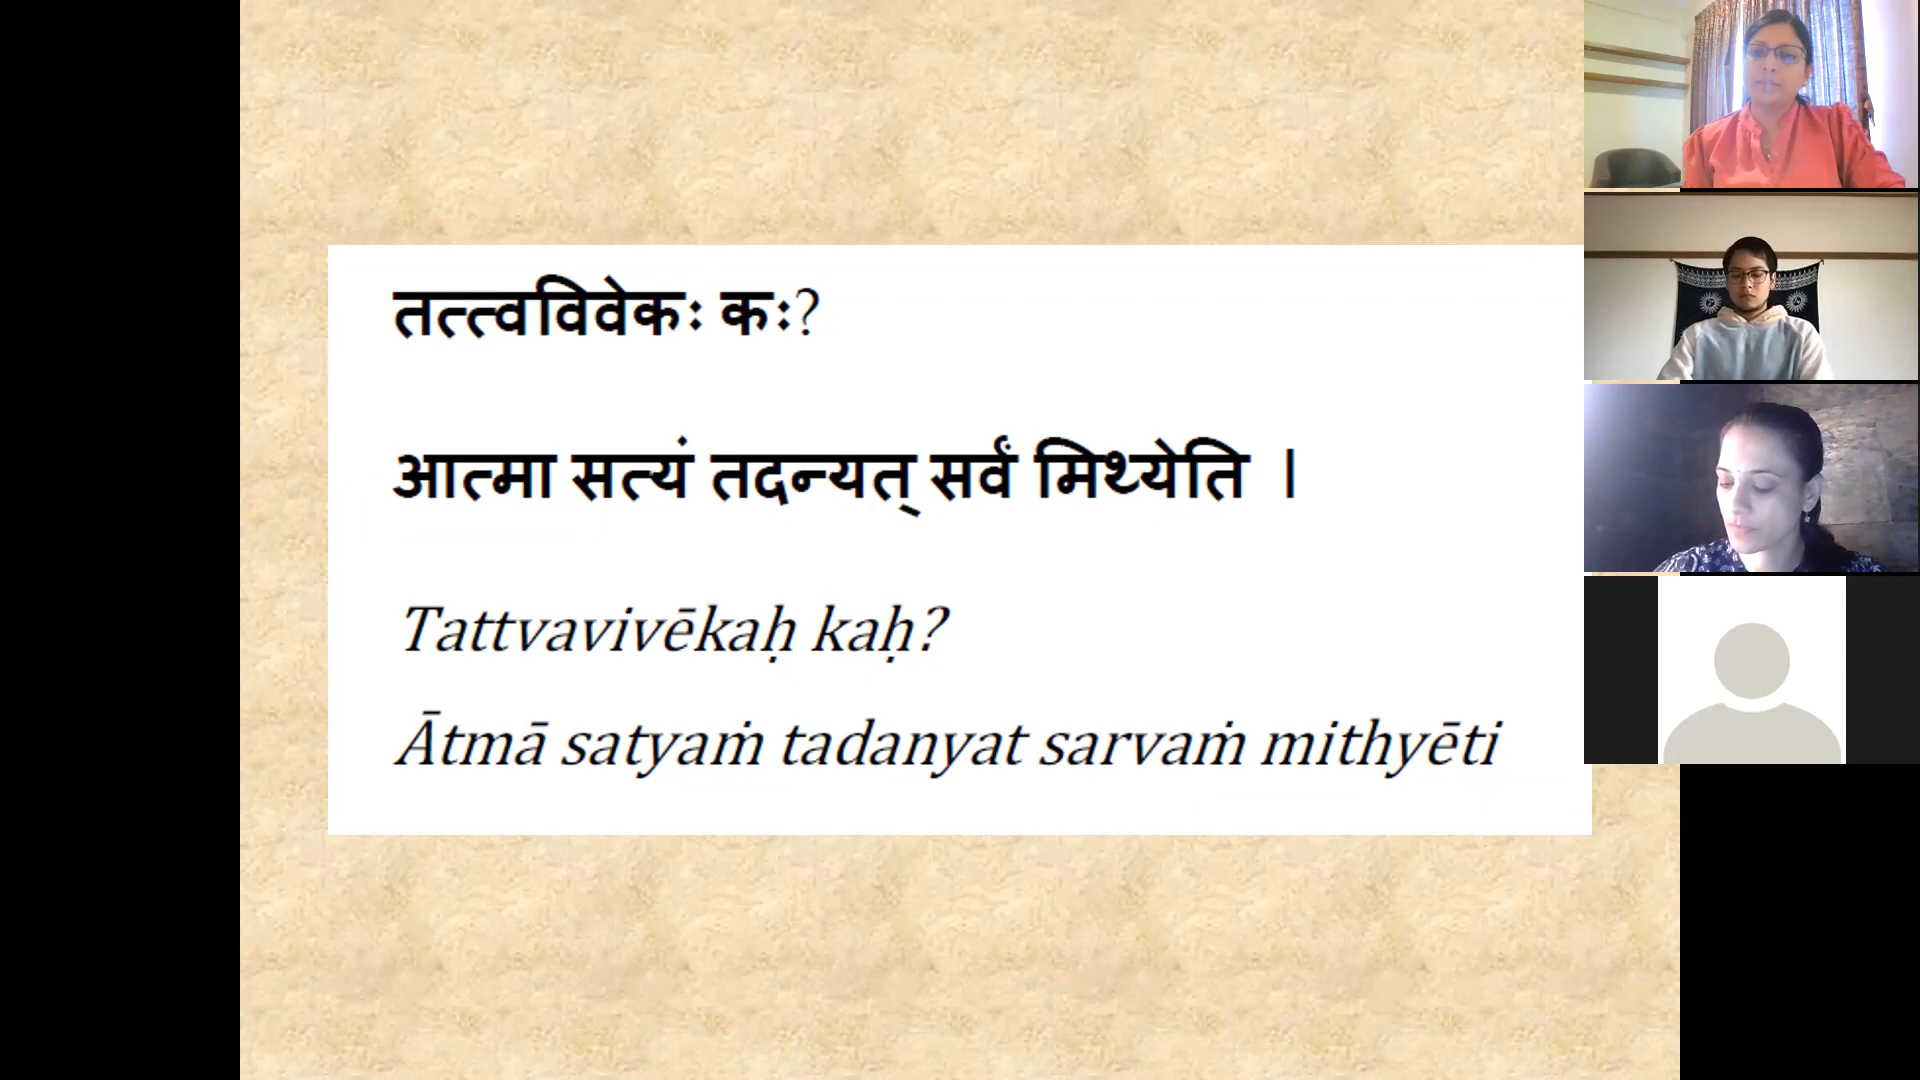 तत्त्वविवेकः कः?
आत्मा सत्यं तदन्यत् सर्वं मिथ्येति ।
Tattvavivēkaḥ kaḥ?
Ātmā satyaṁ tadanyat sarvaṁ mithyēti